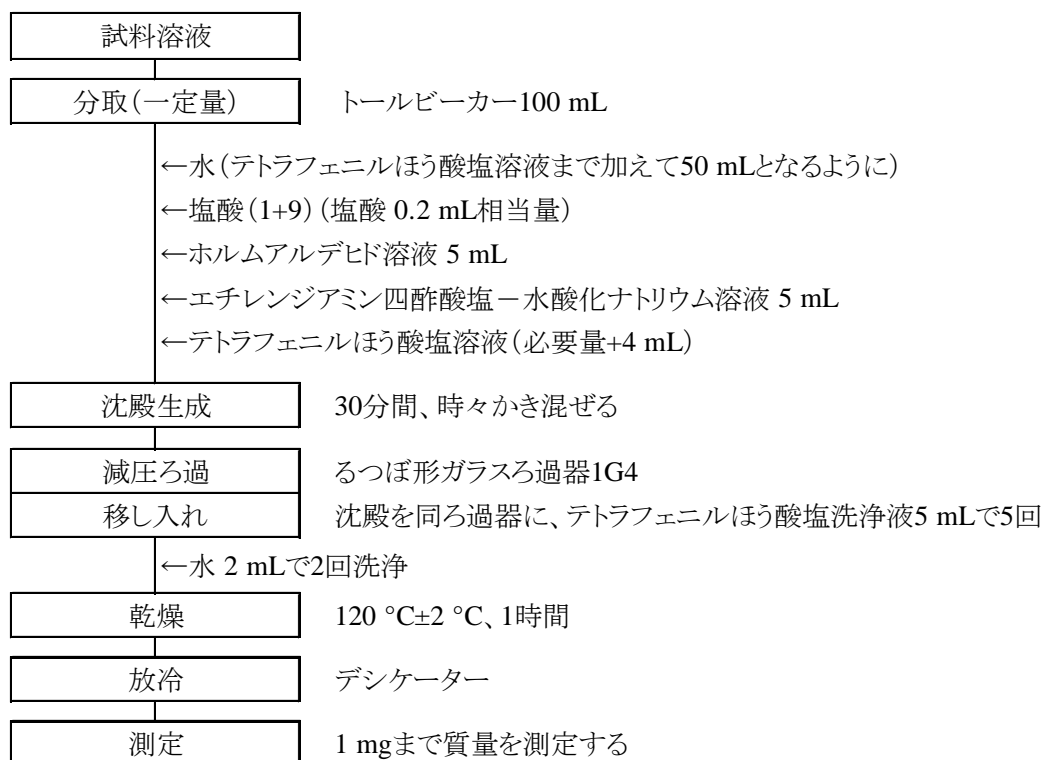 試料溶液
分取(一定量) トールビーカー100 mL
←水(テトラフェニルほう酸塩溶液まで加えて50 mLとなるように)
←塩酸(1+9)(塩酸 0.2 mL相当量)
←ホルムアルデヒド溶液 5 mL
←エチレンジアミン四酢酸塩-水酸化ナトリウム溶液 5 mL
←テトラフェニルほう酸塩溶液(必要量+4 mL)
沈殿生成 30分間、時々かき混ぜる
減圧ろ過 るつぼ形ガラスろ過器1G4
移し入れ 沈殿を同ろ過器に、テトラフェニルほう酸塩洗浄液5 mLで5回
←水 2 mLで2回洗浄
乾燥 120 °C±2 °C、1時間
放冷 デシケーター
測定 1 mgまで質量を測定する